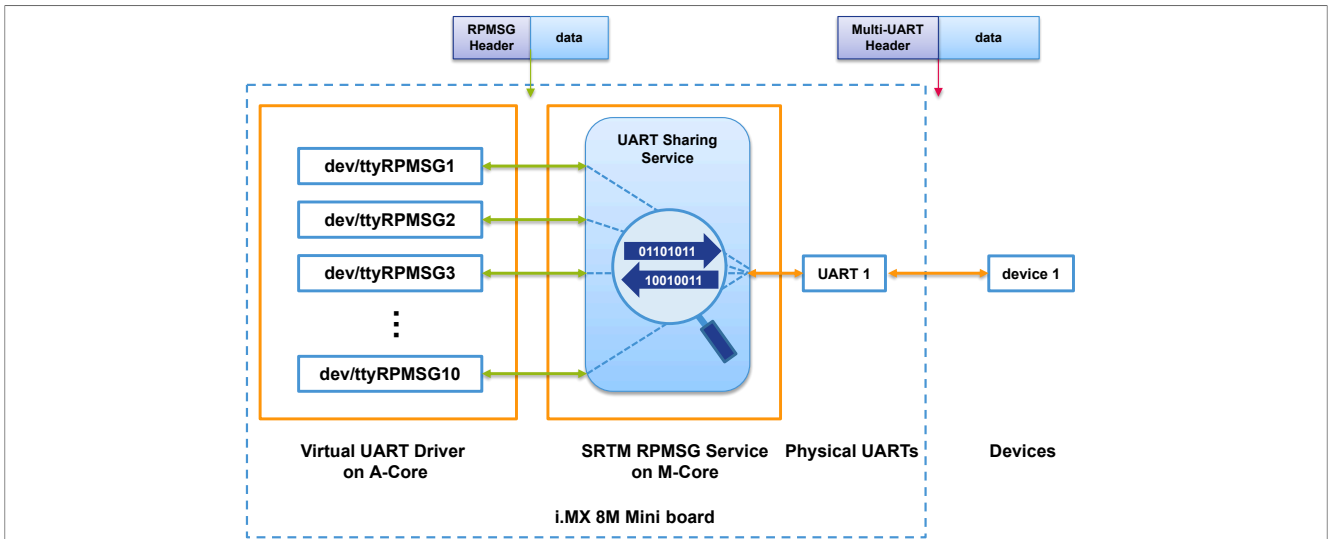 RPMSG
Header
data
Multi-UART
Header
data
UART Sharing
Service
dev/ttyRPMSG1
dev/ttyRPMSG2
01101011
dev/ttyRPMSG3
10010011
UART 1
device 1
⋮
dev/ttyRPMSG10
Virtual UART Driver
on A-Core
SRTM RPMSG Service
on M-Core
Physical UARTs
Devices
i.MX 8M Mini board